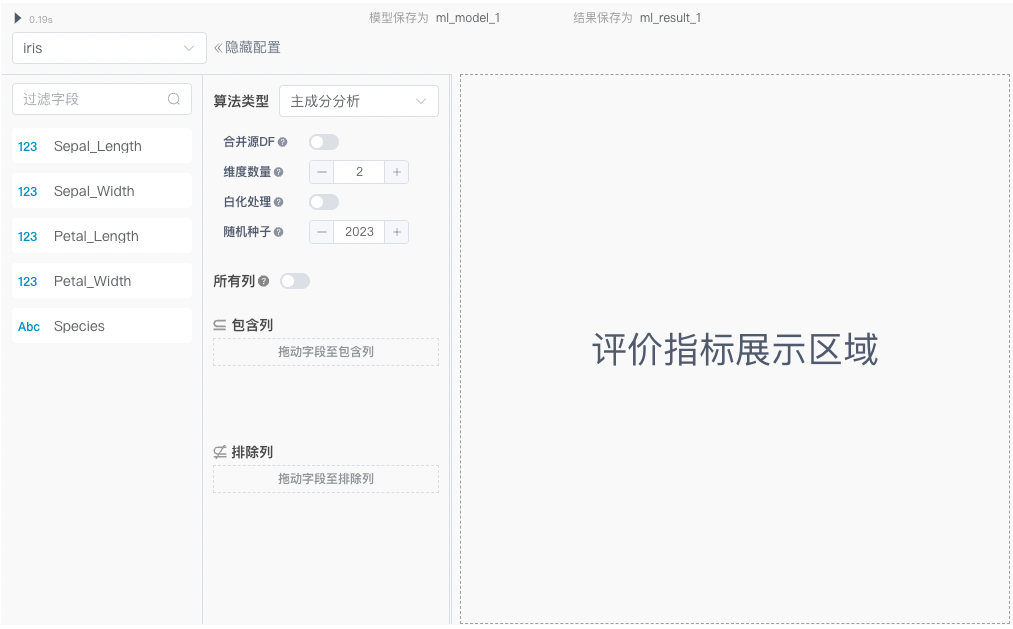 0.19s 模型保存为 ml_model_1 结果保存为 ml_result_1
iris «隐藏配置
过滤字段
123 Sepal_Length
123 Sepal_Width
123 Petal_Length
123 Petal_Width
Abc Species
算法类型 主成分分析
合并源DF ?
维度数量 ? — 2 +
白化处理 ?
随机种子 ? — 2023 +
所有列 ?
⊆ 包含列
拖动字段至包含列
⊈ 排除列
拖动字段至排除列
评价指标展示区域